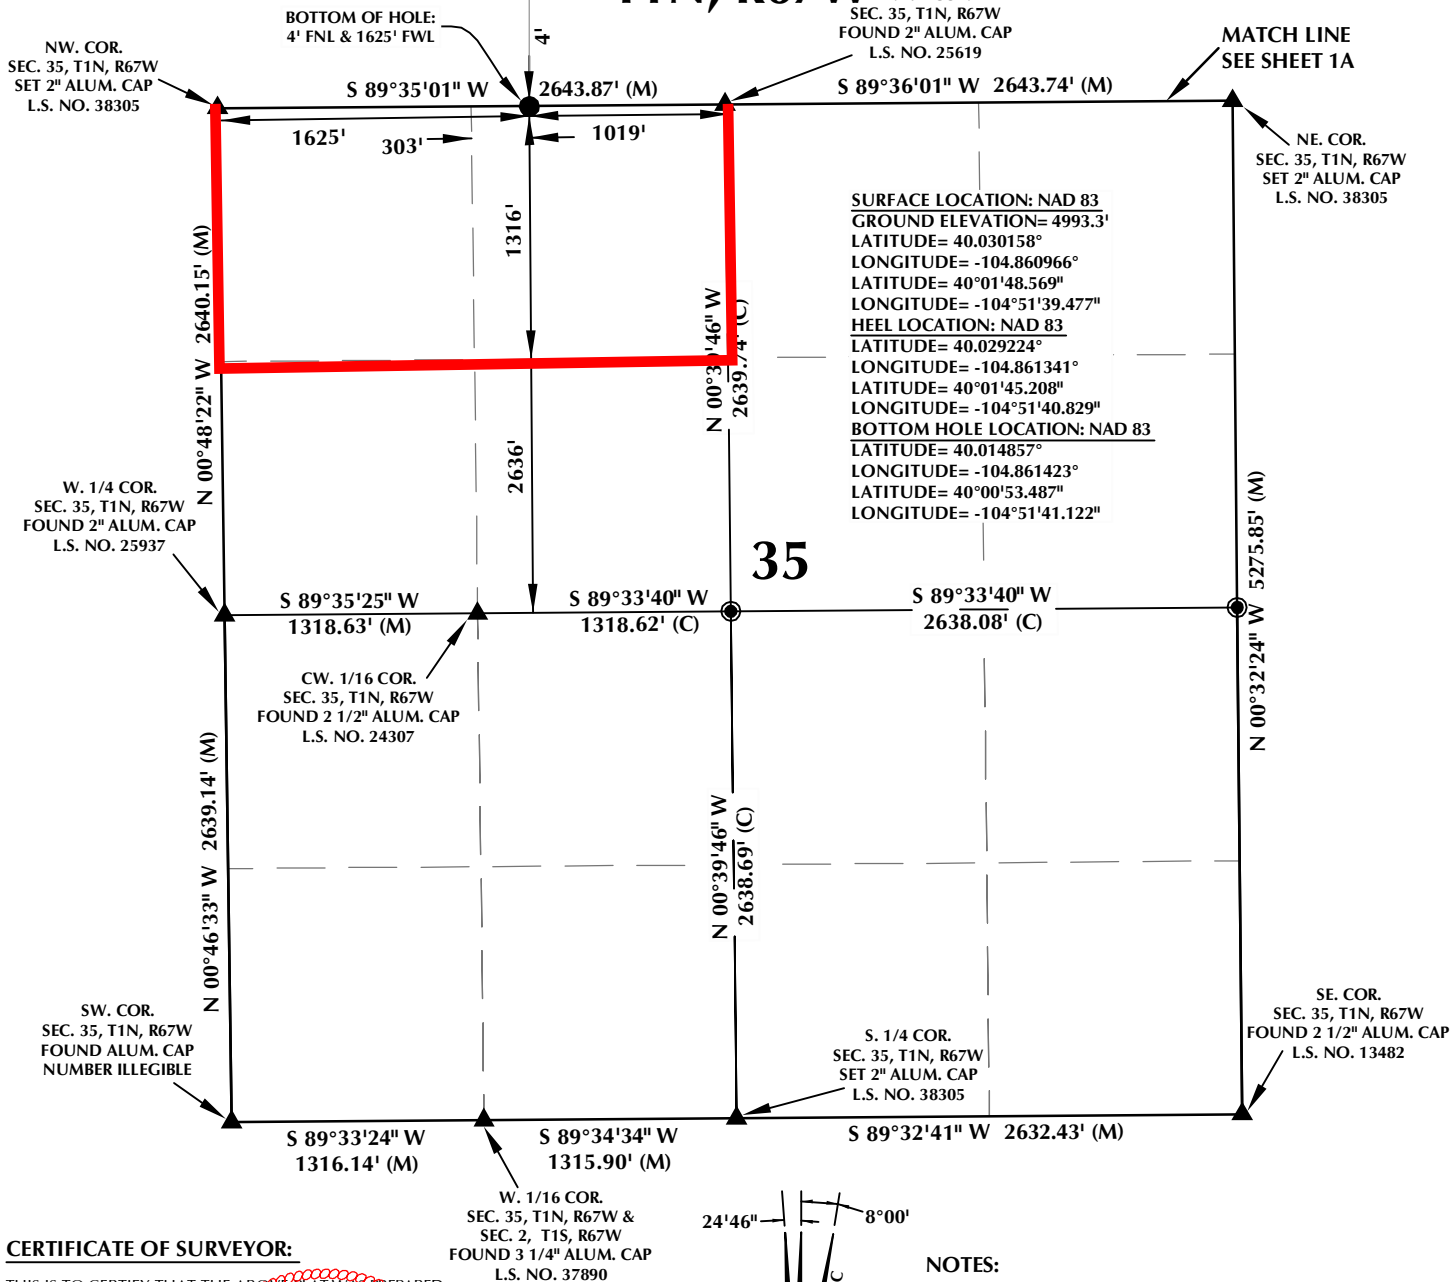 T1N, R67W
BOTTOM OF HOLE:
4' FNL & 1625' FWL
4'
SEC. 35, T1N, R67W
FOUND 2" ALUM. CAP
L.S. NO. 25619
MATCH LINE
SEE SHEET 1A
NW. COR.
SEC. 35, T1N, R67W
SET 2" ALUM. CAP
L.S. NO. 38305
S 89°35'01" W
2643.87' (M)
S 89°36'01" W 2643.74' (M)
1625'
303'
1019'
NE. COR.
SEC. 35, T1N, R67W
SET 2" ALUM. CAP
L.S. NO. 38305
1316'
SURFACE LOCATION: NAD 83
GROUND ELEVATION= 4993.3'
LATITUDE= 40.030158°
LONGITUDE= -104.860966°
LATITUDE= 40°01'48.569"
LONGITUDE= -104°51'39.477"
HEEL LOCATION: NAD 83
LATITUDE= 40.029224°
LONGITUDE= -104.861341°
LATITUDE= 40°01'45.208"
LONGITUDE= -104°51'40.829"
BOTTOM HOLE LOCATION: NAD 83
LATITUDE= 40.014857°
LONGITUDE= -104.861423°
LATITUDE= 40°00'53.487"
LONGITUDE= -104°51'41.122"
N 00°48'22" W 2640.15' (M)
N 00°39'46" W
2639.74' (C)
2636'
W. 1/4 COR.
SEC. 35, T1N, R67W
FOUND 2" ALUM. CAP
L.S. NO. 25937
35
S 89°35'25" W
1318.63' (M)
S 89°33'40" W
1318.62' (C)
S 89°33'40" W
2638.08' (C)
N 00°32'24" W 5275.85' (M)
CW. 1/16 COR.
SEC. 35, T1N, R67W
FOUND 2 1/2" ALUM. CAP
L.S. NO. 24307
N 00°46'33" W 2639.14' (M)
N 00°39'46" W
2638.69' (C)
SW. COR.
SEC. 35, T1N, R67W
FOUND ALUM. CAP
NUMBER ILLEGIBLE
S. 1/4 COR.
SEC. 35, T1N, R67W
SET 2" ALUM. CAP
L.S. NO. 38305
SE. COR.
SEC. 35, T1N, R67W
FOUND 2 1/2" ALUM. CAP
L.S. NO. 13482
S 89°33'24" W
1316.14' (M)
S 89°34'34" W
1315.90' (M)
S 89°32'41" W 2632.43' (M)
W. 1/16 COR.
SEC. 35, T1N, R67W &
SEC. 2, T1S, R67W
FOUND 3 1/4" ALUM. CAP
L.S. NO. 37890
24'46"
8°00'
C
CERTIFICATE OF SURVEYOR:
THIS IS TO CERTIFY THAT THE
NOTES: